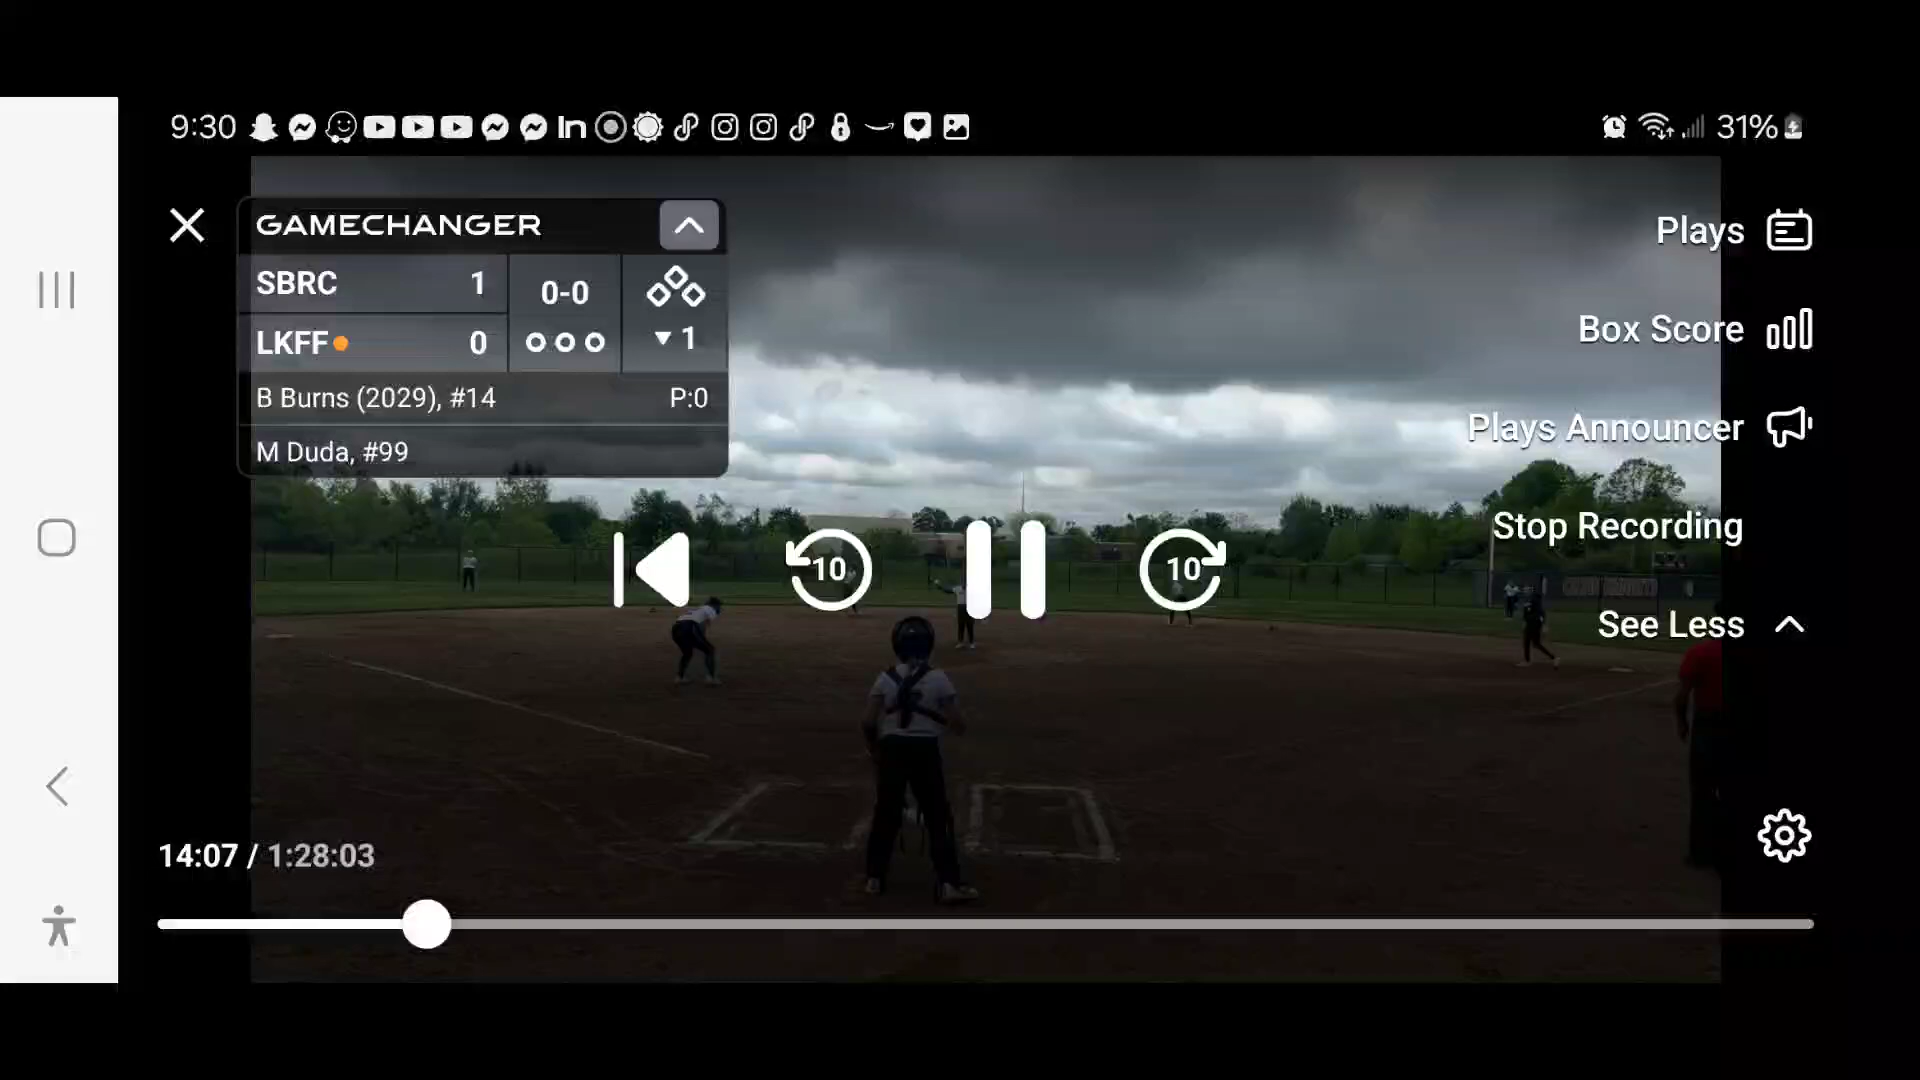 9:30
in
31%
GAMECHANGER
SBRC 1
0-0
LKFF 0
1
B Burns (2029), #14 P:0
M Duda, #99
Plays
Box Score
Plays Announcer
Stop Recording
See Less
10
10
14:07 / 1:28:03